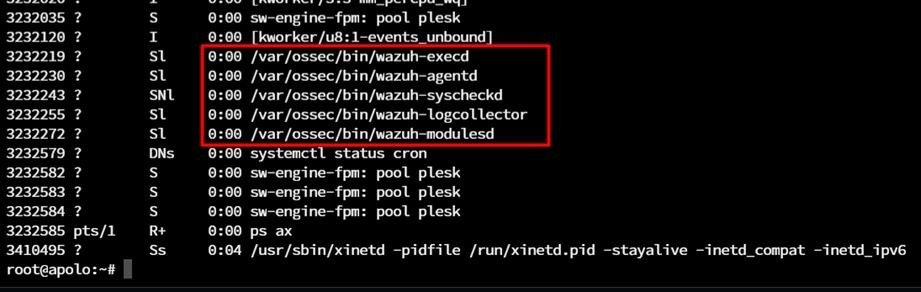 3232035 ? S 0:00 sw-engine-fpm: pool plesk
3232120 ? I 0:00 [kworker/u8:1-events_unbound]
3232219 ? Sl 0:00 /var/ossec/bin/wazuh-execd
3232230 ? Sl 0:00 /var/ossec/bin/wazuh-agentd
3232243 ? SNl 0:00 /var/ossec/bin/wazuh-syscheckd
3232255 ? Sl 0:00 /var/ossec/bin/wazuh-logcollector
3232272 ? Sl 0:00 /var/ossec/bin/wazuh-modulesd
3232579 ? DNs 0:00 systemctl status cron
3232582 ? S 0:00 sw-engine-fpm: pool plesk
3232583 ? S 0:00 sw-engine-fpm: pool plesk
3232584 ? S 0:00 sw-engine-fpm: pool plesk
3232585 pts/1 R+ 0:00 ps ax
3410495 ? Ss 0:04 /usr/sbin/xinetd -pidfile /run/xinetd.pid -stayalive -inetd_compat -inetd_ipv6
root@apolo:~#